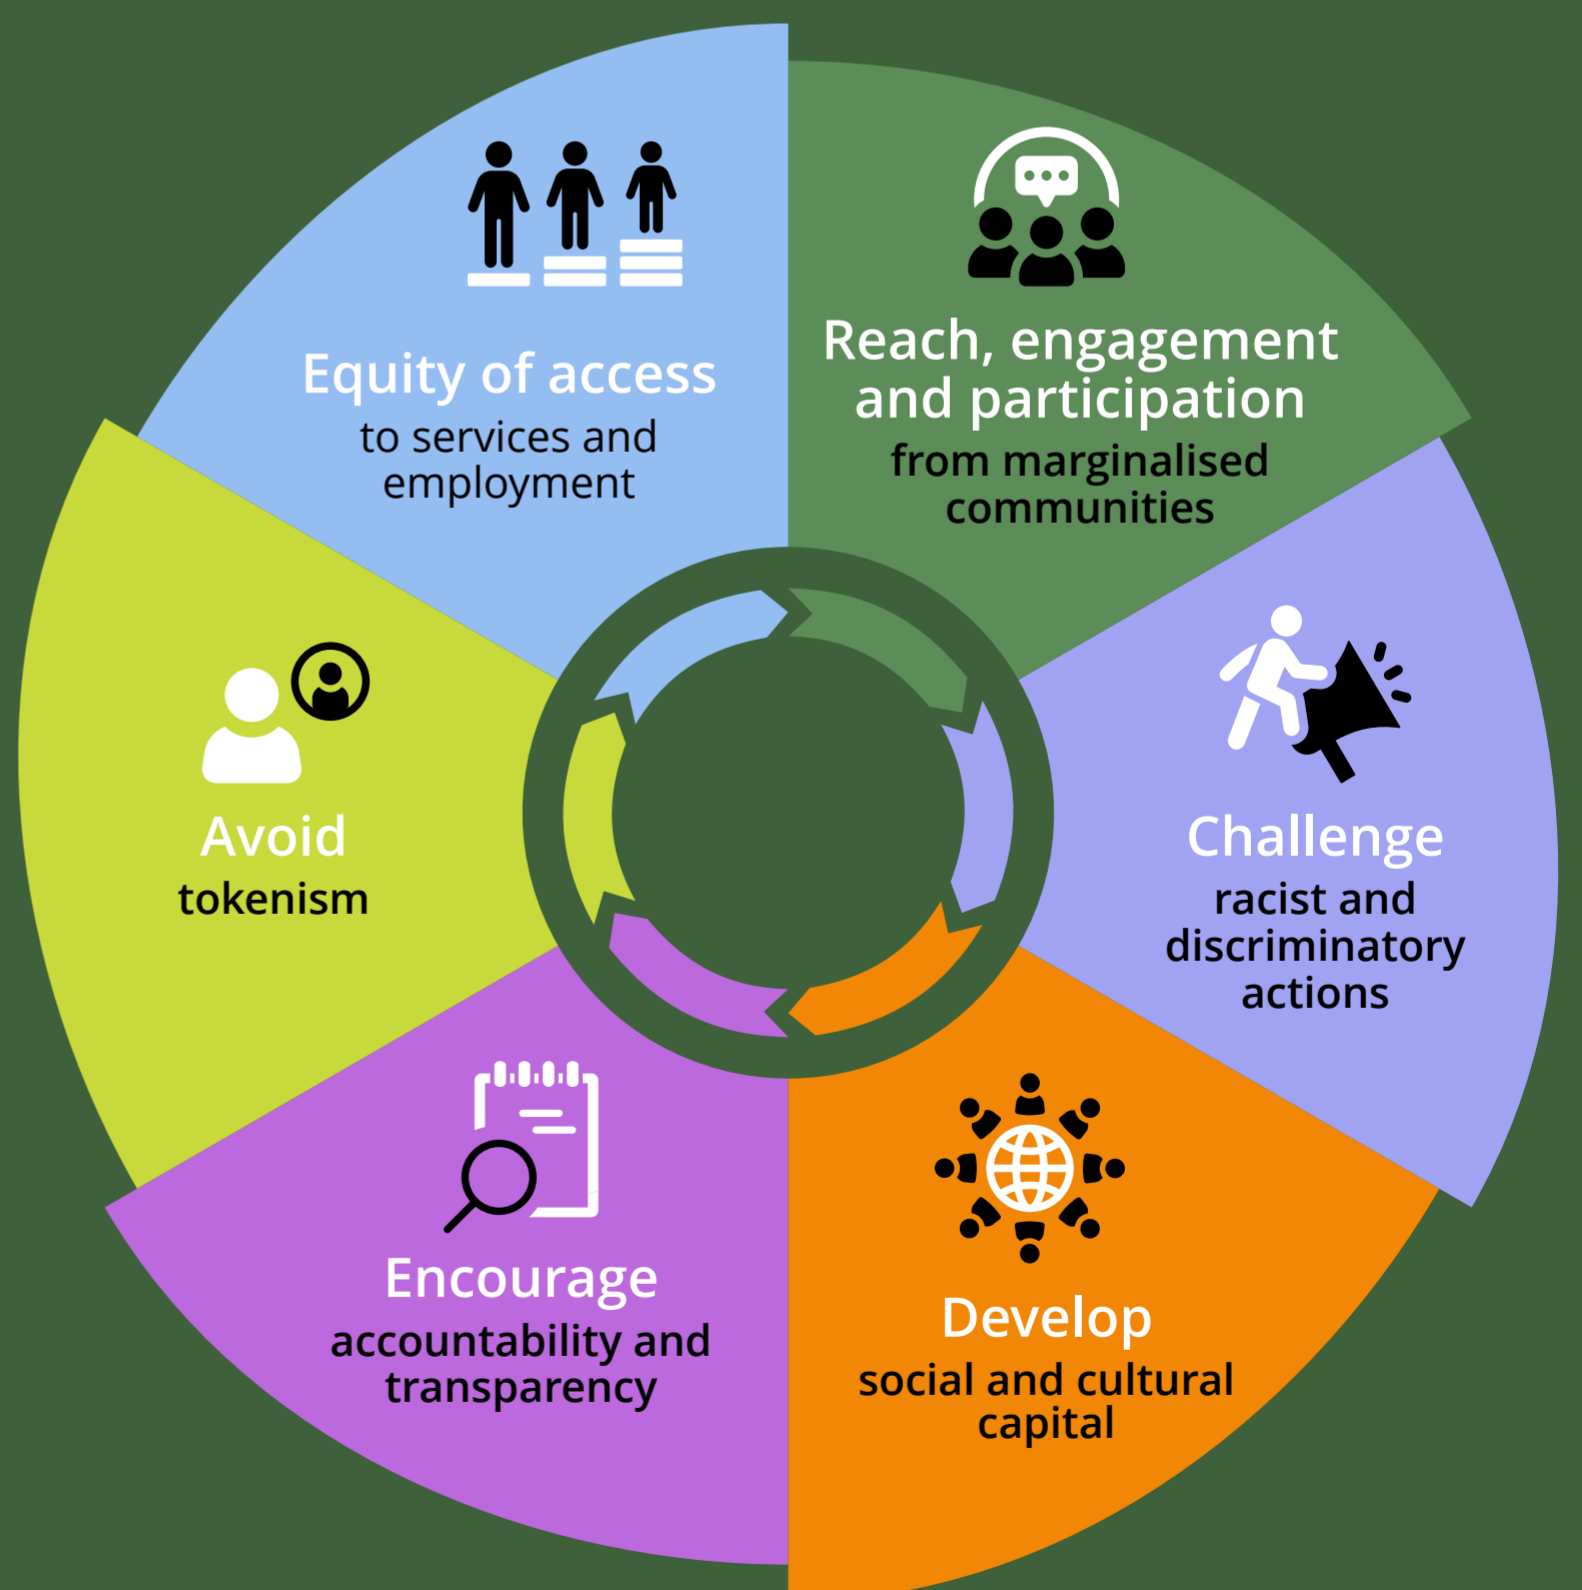 Equity of access
to services and
employment
Reach, engagement
and participation
from marginalised
communities
Challenge
racist and
discriminatory
actions
Develop
social and cultural
capital
Encourage
accountability and
transparency
Avoid
tokenism